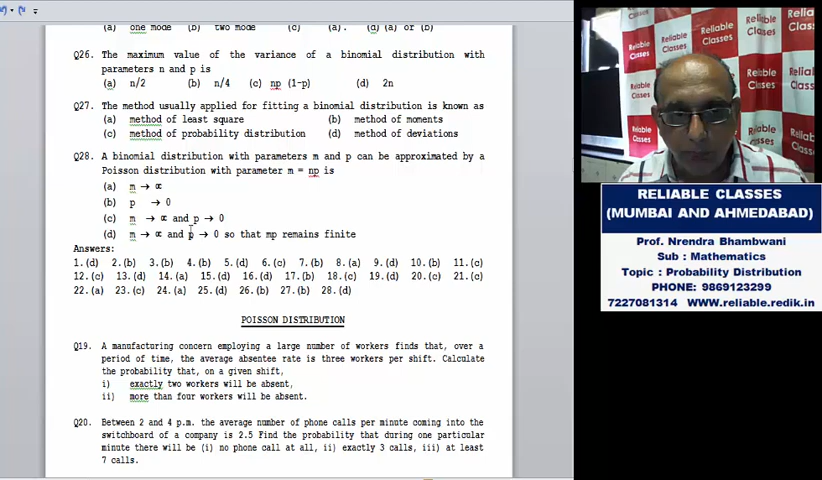 (a) one mode (b) two mode (c) (a). (d) (a) or (b)
Q26. The maximum value of the variance of a binomial distribution with
parameters n and p is
(a) n/2 (b) n/4 (c) np (1-p) (d) 2n
Q27. The method usually applied for fitting a binomial distribution is known as
(a) method of least square (b) method of moments
(c) method of probability distribution (d) method of deviations
Q28. A binomial distribution with parameters m and p can be approximated by a
Poisson distribution with parameter m = np is
(a) m → ∝
(b) p → 0
(c) m → ∝ and p → 0
(d) m → ∝ and p → 0 so that mp remains finite
Answers:
1.(d) 2.(b) 3.(b) 4.(b) 5.(d) 6.(c) 7.(b) 8.(a) 9.(d) 10.(b) 11.(c)
12.(c) 13.(d) 14.(a) 15.(d) 16.(d) 17.(b) 18.(c) 19.(d) 20.(c) 21.(c)
22.(a) 23.(c) 24.(a) 25.(d) 26.(b) 27.(b) 28.(d)
POISSON DISTRIBUTION
Q19. A manufacturing concern employing a large number of workers finds that, over a
period of time, the average absentee rate is three workers per shift. Calculate
the probability that, on a given shift,
i) exactly two workers will be absent,
ii) more than four workers will be absent.
Q20. Between 2 and 4 p.m. the average number of phone calls per minute coming into the
switchboard of a company is 2.5 Find the probability that during one particular
minute there will be (i) no phone call at all, ii) exactly 3 calls, iii) at least
7 calls.
Reliable
Classes
Reliable
Classes
Reliable
Classes
Reliable
Classes
RELIABLE CLASSES
(MUMBAI AND AHMEDABAD)
Prof. Nrendra Bhambwani
Sub : Mathematics
Topic : Probability Distribution
PHONE: 9869123299
7227081314 WWW.reliable.redik.in